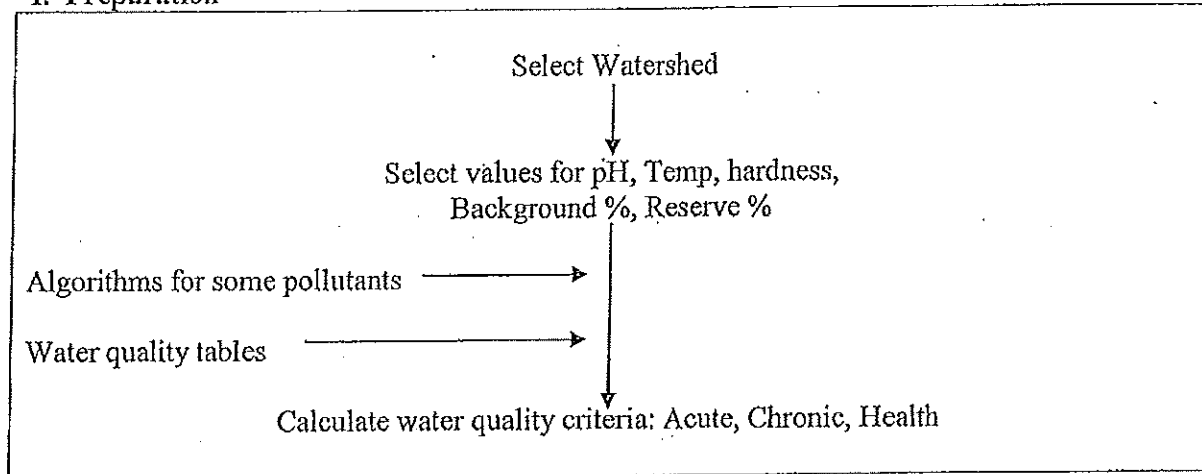 I. Preparation
Select Watershed
Select values for pH, Temp, hardness,
Background %, Reserve %
Algorithms for some pollutants
Water quality tables
Calculate water quality criteria: Acute, Chronic, Health